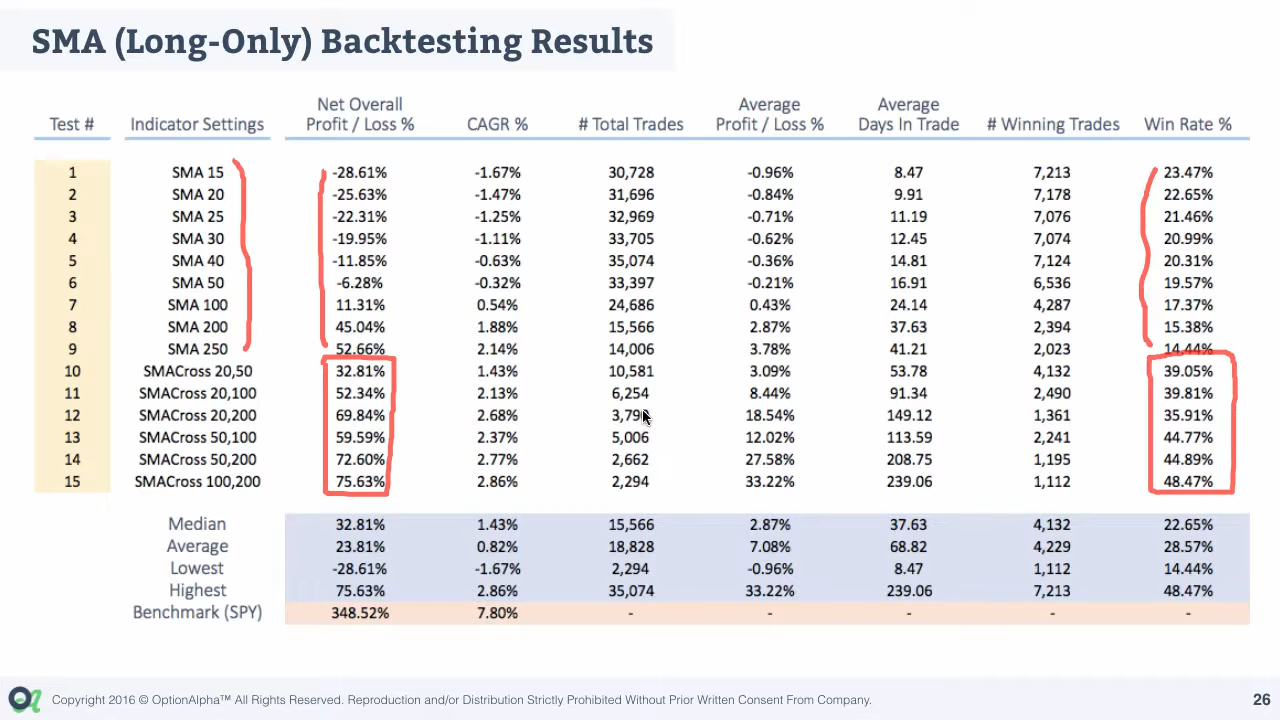 SMA (Long-Only) Backtesting Results
Test # Indicator Settings Net Overall Profit / Loss % CAGR % # Total Trades Average Profit / Loss % Average Days In Trade # Winning Trades Win Rate %
1 SMA 15 -28.61% -1.67% 30,728 -0.96% 8.47 7,213 23.47%
2 SMA 20 -25.63% -1.47% 31,696 -0.84% 9.91 7,178 22.65%
3 SMA 25 -22.31% -1.25% 32,969 -0.71% 11.19 7,076 21.46%
4 SMA 30 -19.95% -1.11% 33,705 -0.62% 12.45 7,074 20.99%
5 SMA 40 -11.85% -0.63% 35,074 -0.36% 14.81 7,124 20.31%
6 SMA 50 -6.28% -0.32% 33,397 -0.21% 16.91 6,536 19.57%
7 SMA 100 11.31% 0.54% 24,686 0.43% 24.14 4,287 17.37%
8 SMA 200 45.04% 1.88% 15,566 2.87% 37.63 2,394 15.38%
9 SMA 250 52.66% 2.14% 14,006 3.78% 41.21 2,023 14.44%
10 SMACross 20,50 32.81% 1.43% 10,581 3.09% 53.78 4,132 39.05%
11 SMACross 20,100 52.34% 2.13% 6,254 8.44% 91.34 2,490 39.81%
12 SMACross 20,200 69.84% 2.68% 18.54% 149.12 1,361 35.91%
13 SMACross 50,100 59.59% 2.37% 5,006 12.02% 113.59 2,241 44.77%
14 SMACross 50,200 72.60% 2.77% 2,662 27.58% 208.75 1,195 44.89%
15 SMACross 100,200 75.63% 2.86% 2,294 33.22% 239.06 1,112 48.47%
Median 32.81% 1.43% 15,566 2.87% 37.63 4,132 22.65%
Average 23.81% 0.82% 18,828 7.08% 68.82 4,229 28.57%
Lowest -28.61% -1.67% 2,294 -0.96% 8.47 1,112 14.44%
Highest 75.63% 2.86% 35,074 33.22% 239.06 7,213 48.47%
Benchmark (SPY) 348.52% 7.80% - - - - -
Copyright 2016 © OptionAlpha™ All Rights Reserved. Reproduction and/or Distribution Strictly Prohibited Without Prior Written Consent From Company. 26